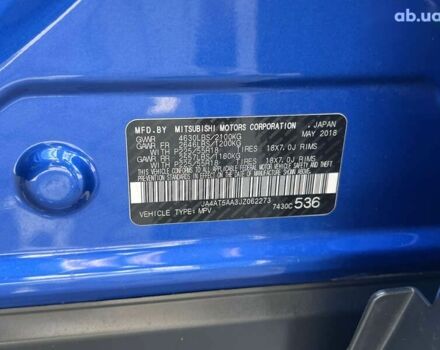 ab.ua
MFD.BY MITSUBISHI MOTORS CORPORATION . JAPAN
GVWR 4630LBS/2100KG MAY 2018
GAWR FR 2646LBS/1200KG
WITH P225/55R18 TIRES 18X7.0J RIMS
GAWR RR 2557LBS/1160KG
WITH P225/55R18 TIRES 18X7.0J RIMS
JA4AT5AA3JZ062273
VEHICLE TYPE: MPV 7430C 536